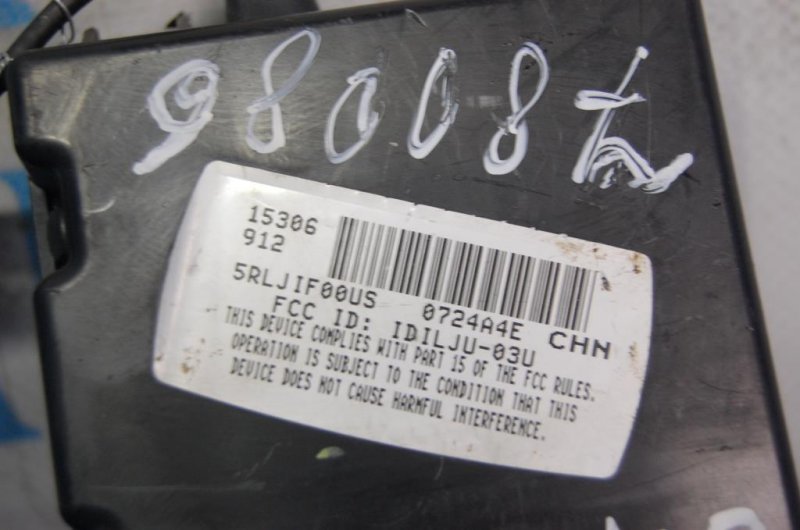 15306
912
5RLJIF00US 0724A4E CHN
FCC ID: IDILJU-03U
THIS DEVICE COMPLIES WITH PART 15 OF THE FCC RULES.
OPERATION IS SUBJECT TO THE CONDITION THAT THIS
DEVICE DOES NOT CAUSE HARMFUL INTERFERENCE.